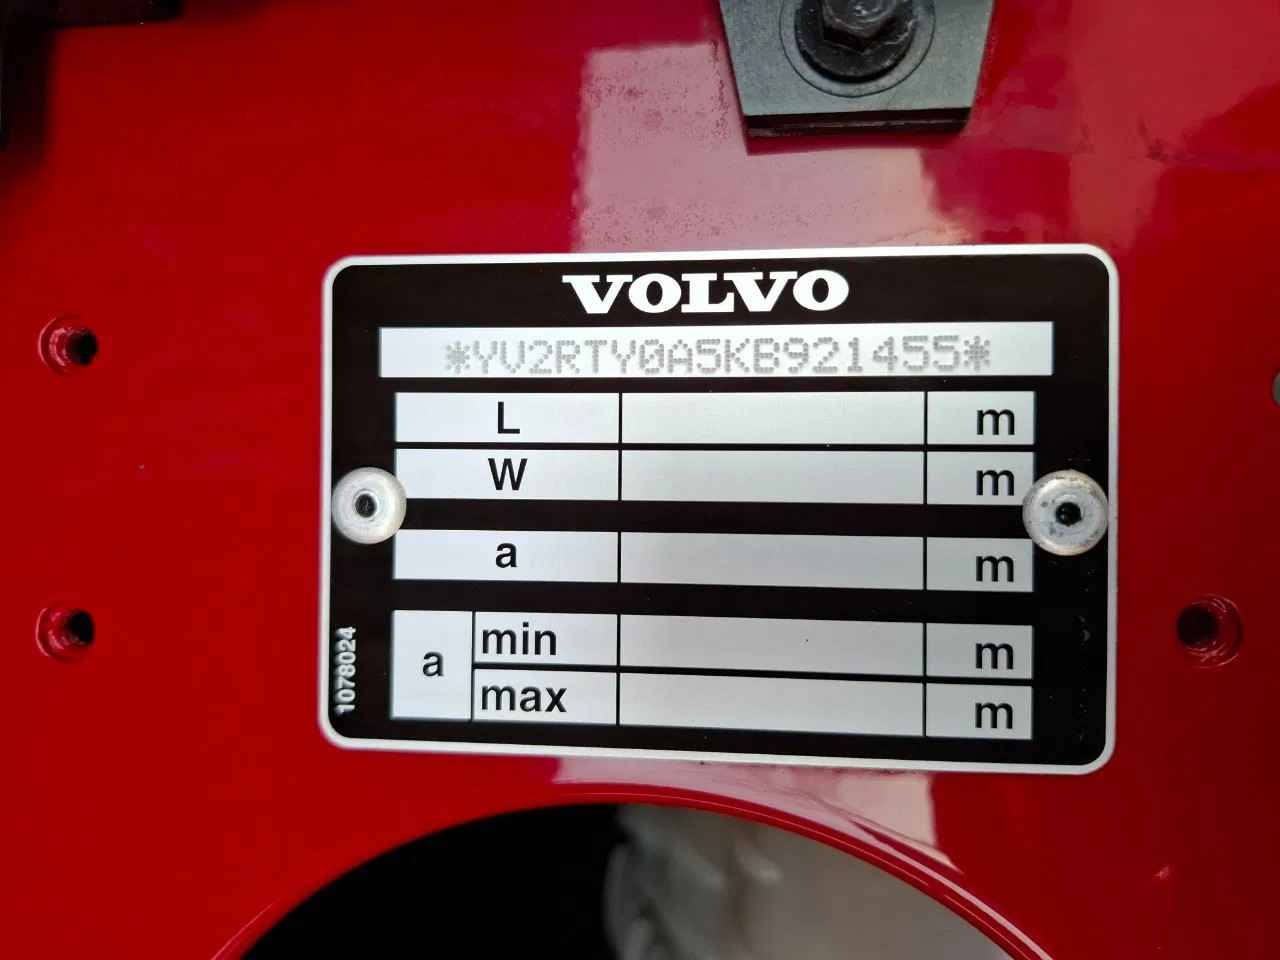 VOLVO
*YV2RTY0A5KB921455*
L m
W m
a m
a min m
max m
1078024